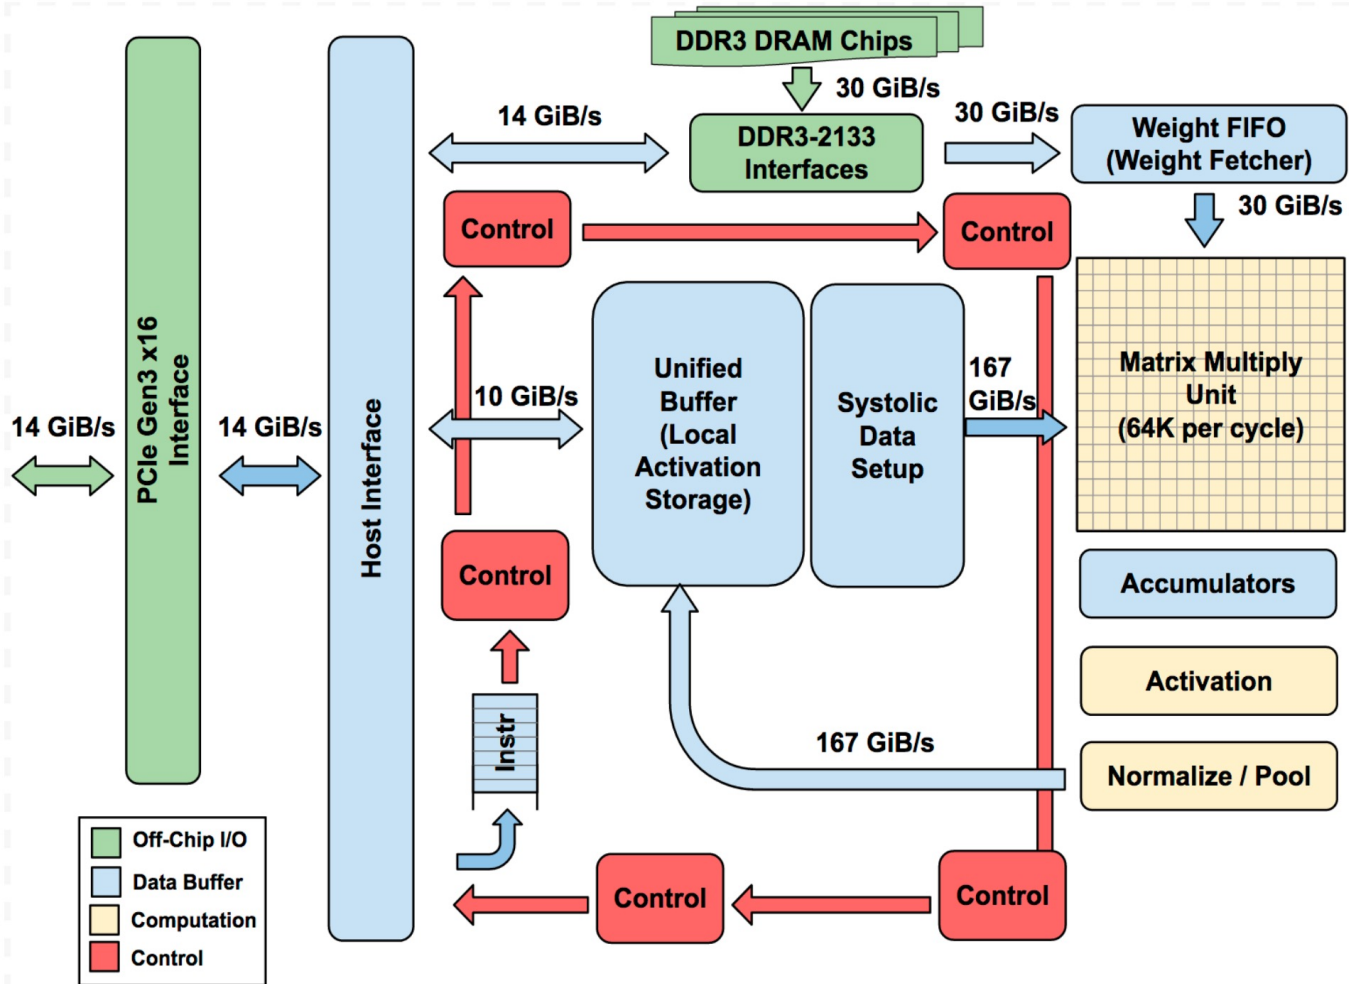 DDR3 DRAM Chips
30 GiB/s
14 GiB/s
DDR3-2133
Interfaces
30 GiB/s
Weight FIFO
(Weight Fetcher)
30 GiB/s
Control
Control
PCIe Gen3 x16
Interface
14 GiB/s
14 GiB/s
Host Interface
10 GiB/s
Unified
Buffer
(Local
Activation
Storage)
Systolic
Data
Setup
167
GiB/s
Matrix Multiply
Unit
(64K per cycle)
Control
Accumulators
Activation
Instr
167 GiB/s
Normalize / Pool
Off-Chip I/O
Data Buffer
Computation
Control
Control
Control